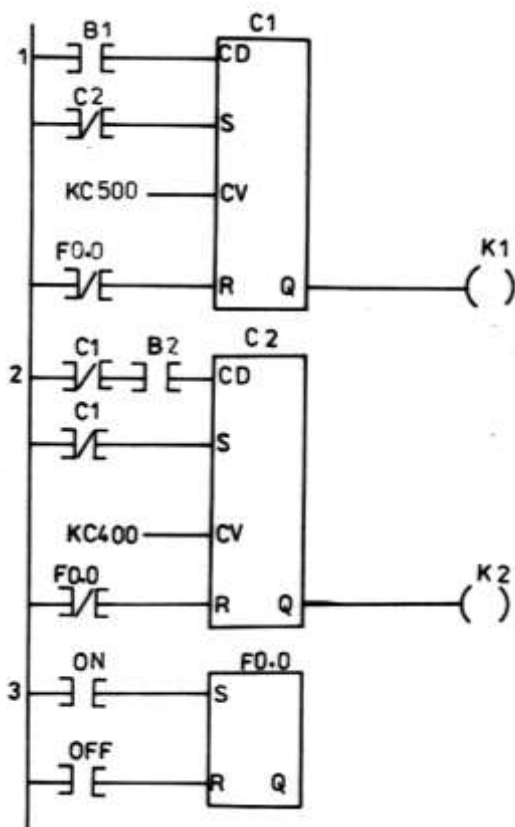 C1
B1
1
CD
C2
S
KC500
CV
F0.0
K1
R Q
C1 B2 C2
2
CD
C1
S
KC400
CV
F0.0
K2
R Q
ON F0.0
3
S
OFF
R Q